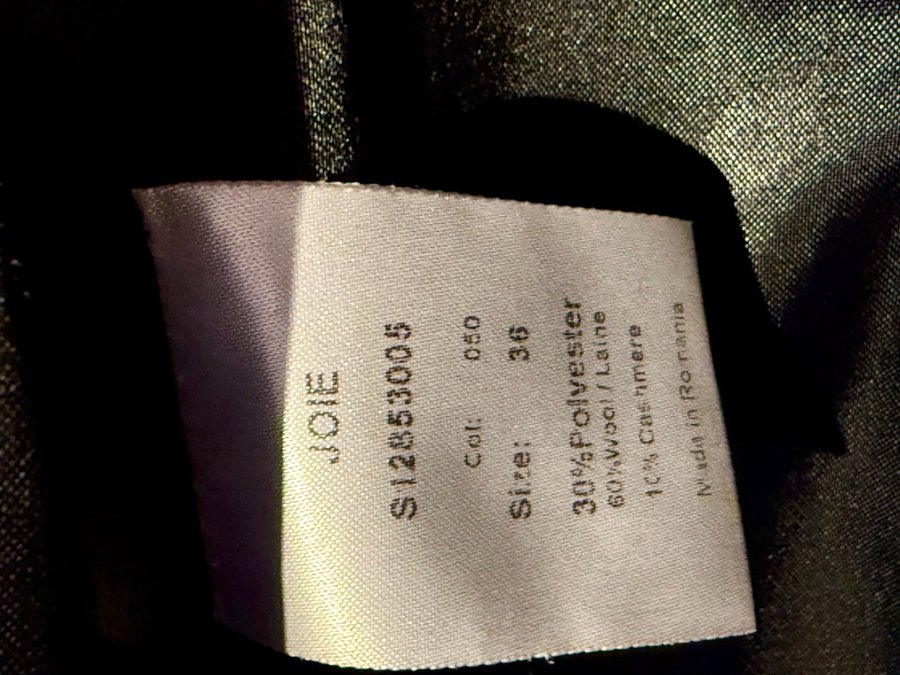 JOIE
S12853005
Col: 050
Size: 36
30%Polyester
60%Wool / Laine
10% Cashmere
Made in Romania